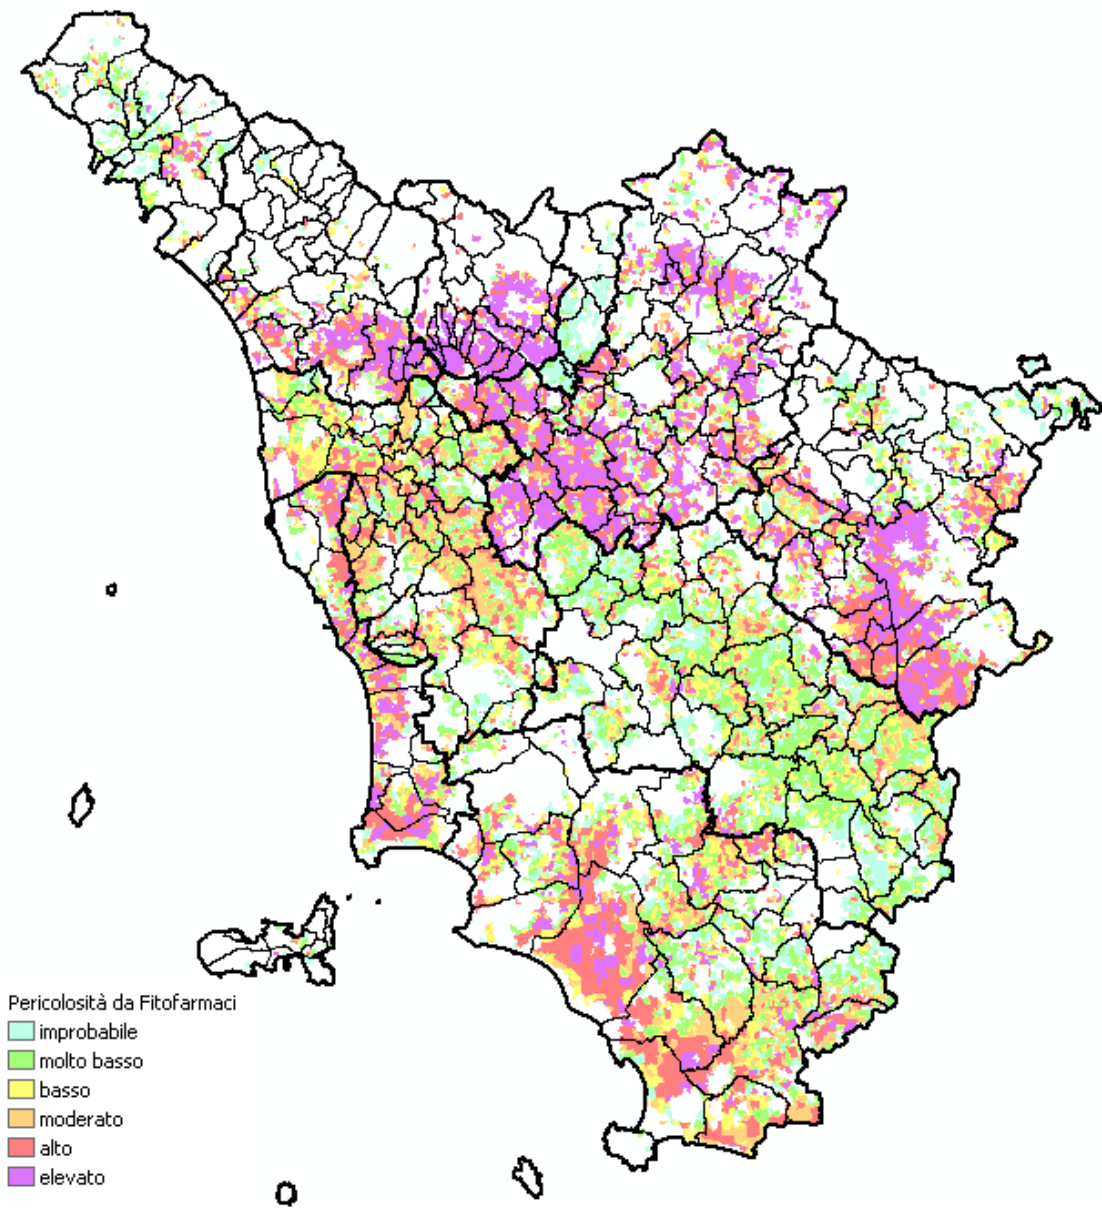 Pericolosità da Fitofarmaci
improbabile
molto basso
basso
moderato
alto
elevato